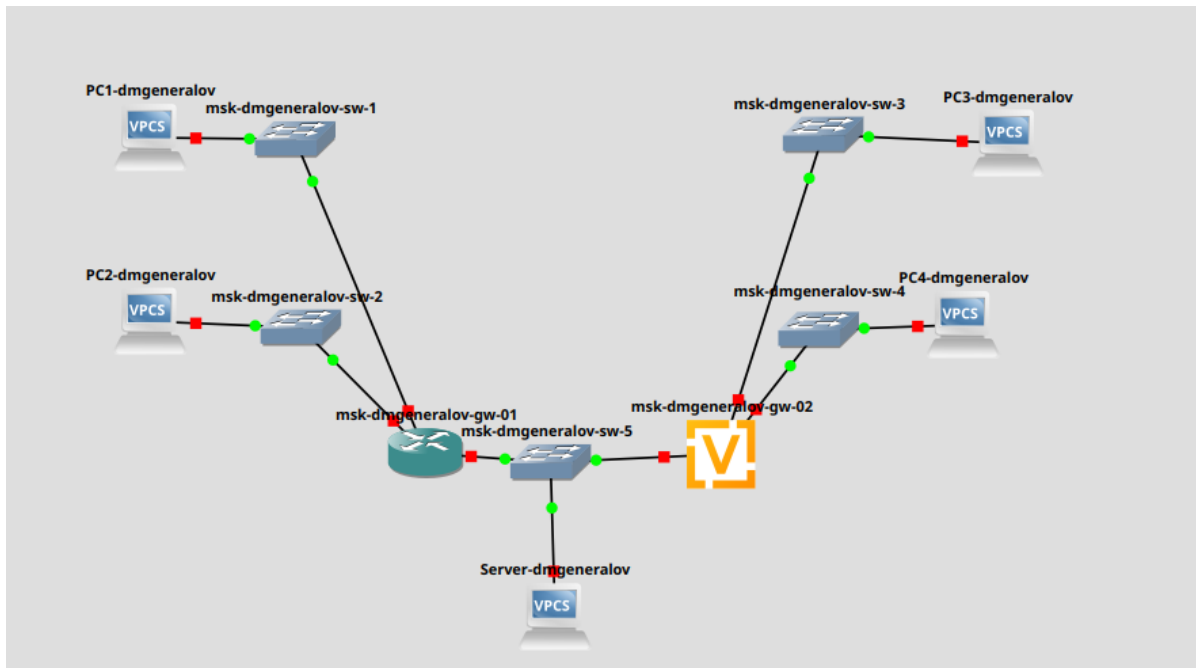 PC1-dmgeneralov
msk-dmgeneralov-sw-1
VPCS
msk-dmgeneralov-sw-3
PC3-dmgeneralov
VPCS
PC2-dmgeneralov
msk-dmgeneralov-sw-2
VPCS
msk-dmgeneralov-sw-4
PC4-dmgeneralov
VPCS
msk-dmgeneralov-gw-01
msk-dmgeneralov-sw-5
msk-dmgeneralov-gw-02
V
Server-dmgeneralov
VPCS